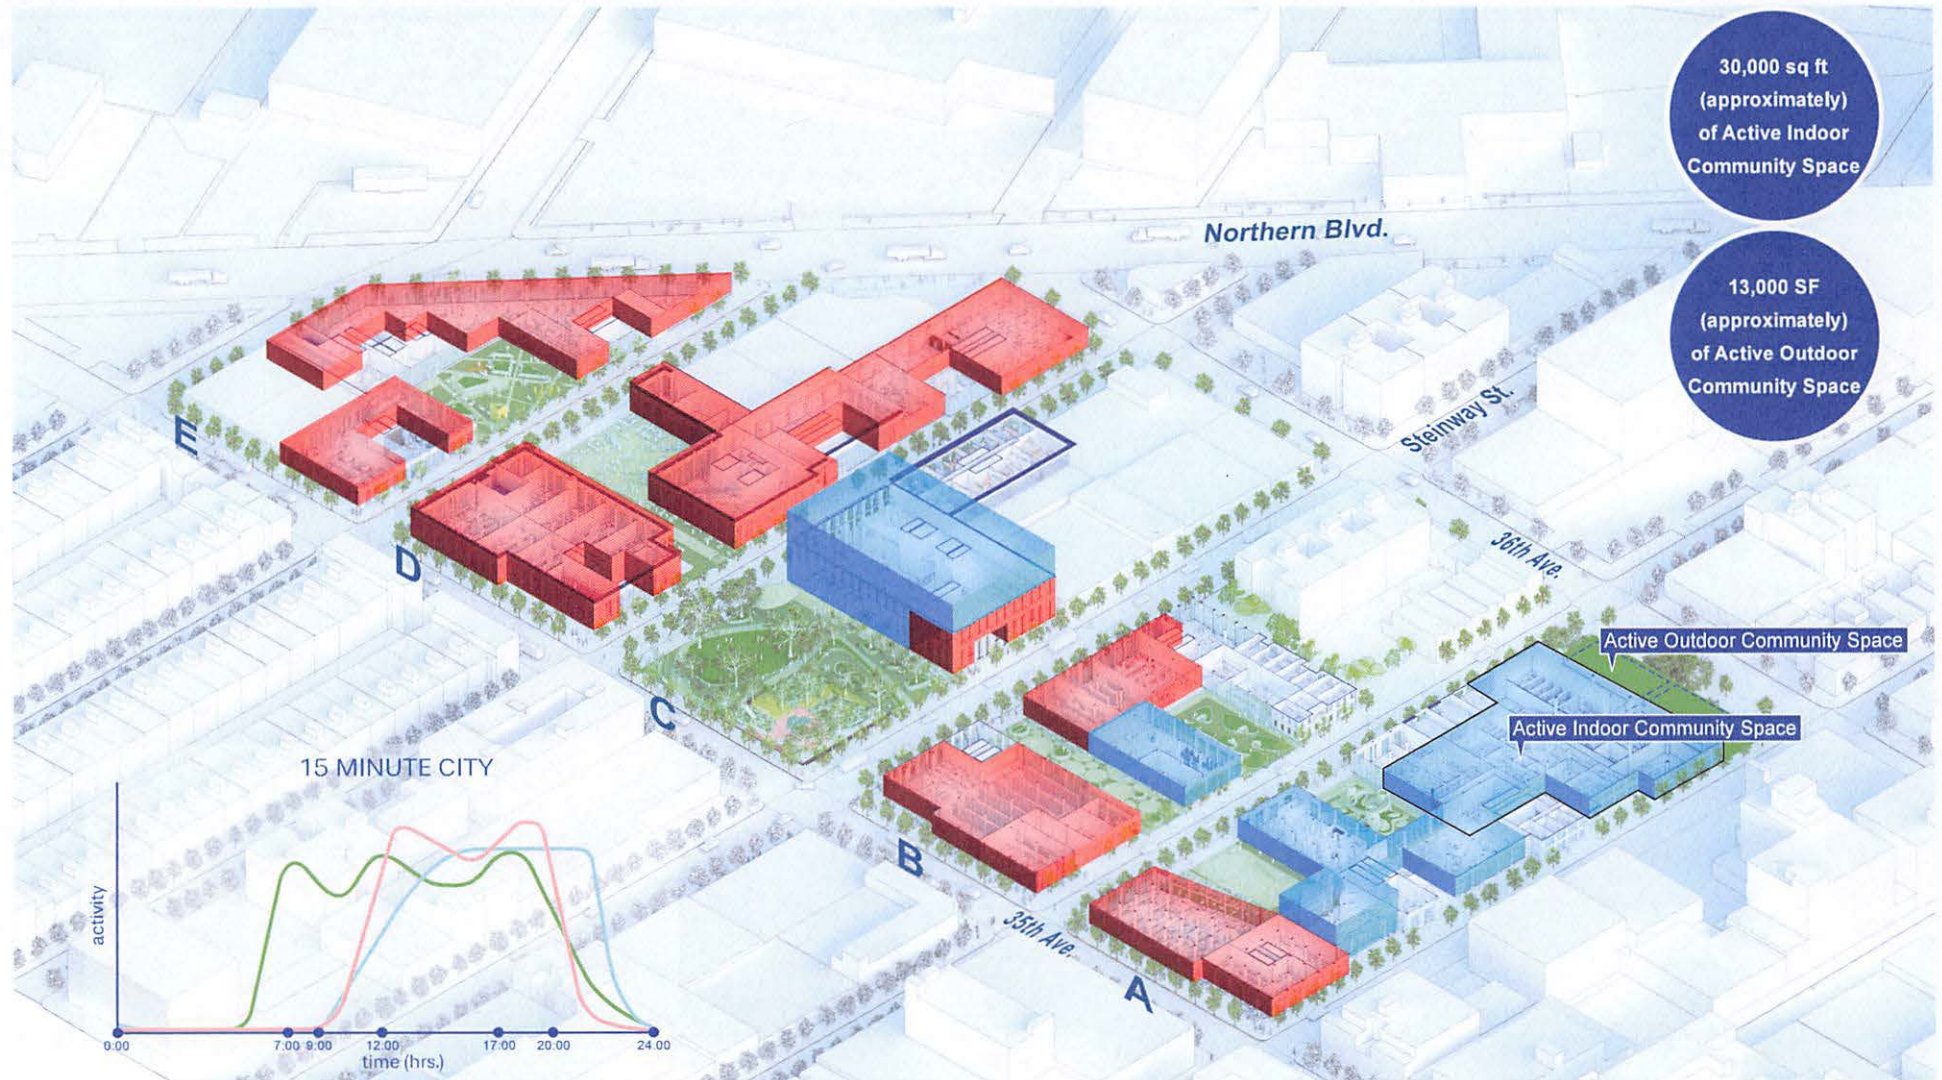 30,000 sq ft
(approximately)
of Active Indoor
Community Space
Northern Blvd.
13,000 SF
(approximately)
of Active Outdoor
Community Space
Steinway St.
E
36th Ave.
D
Active Outdoor Community Space
C
Active Indoor Community Space
15 MINUTE CITY
B
activity
35th Ave.
A
0:00 7:00 9:00 12:00 17:00 20:00 24:00
time (hrs.)